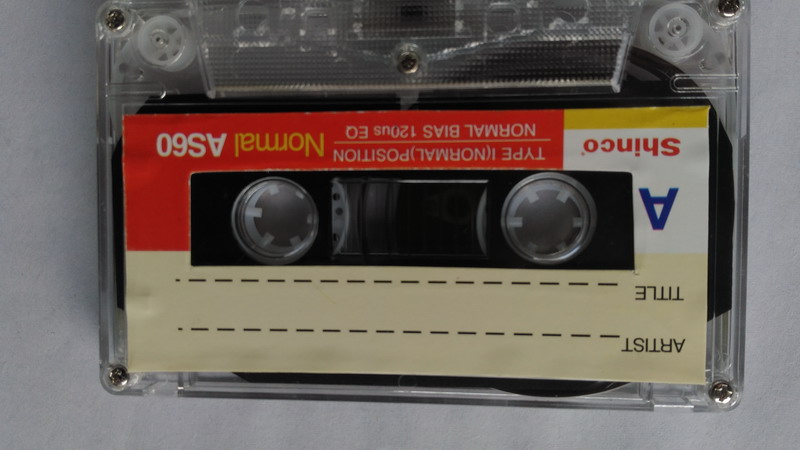 ARTIST
TITLE
A
Shinco®
TYPE I(NORMAL)POSITION
NORMAL BIAS 120us EQ
Normal AS60